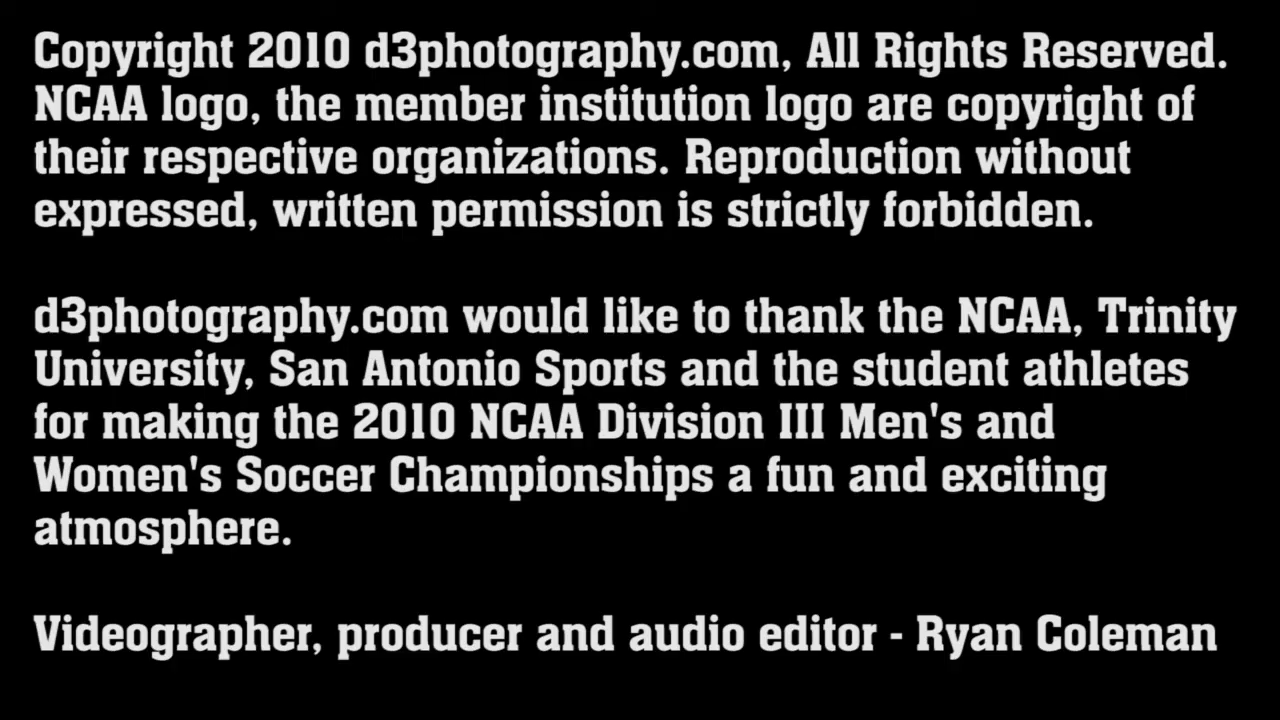 Copyright 2010 d3photography.com, All Rights Reserved.
NCAA logo, the member institution logo are copyright of
their respective organizations. Reproduction without
expressed, written permission is strictly forbidden.
d3photography.com would like to thank the NCAA, Trinity
University, San Antonio Sports and the student athletes
for making the 2010 NCAA Division III Men's and
Women's Soccer Championships a fun and exciting
atmosphere.
Videographer, producer and audio editor - Ryan Coleman